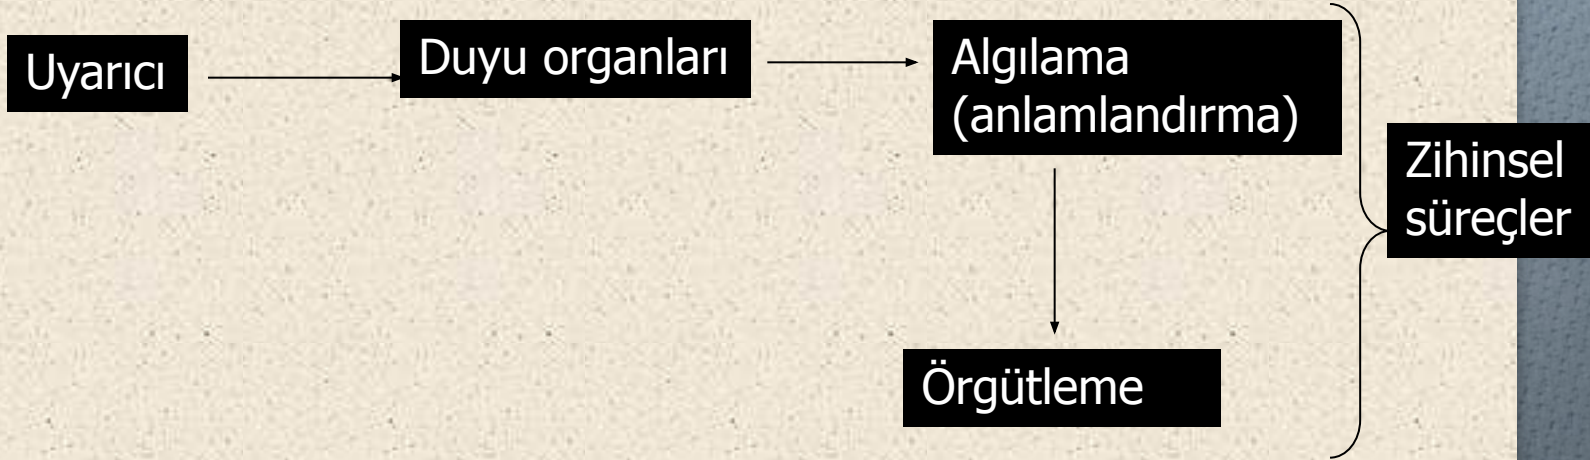 Uyarıcı
Duyu organları
Algılama
(anlamlandırma)
Zihinsel
süreçler
Örgütleme